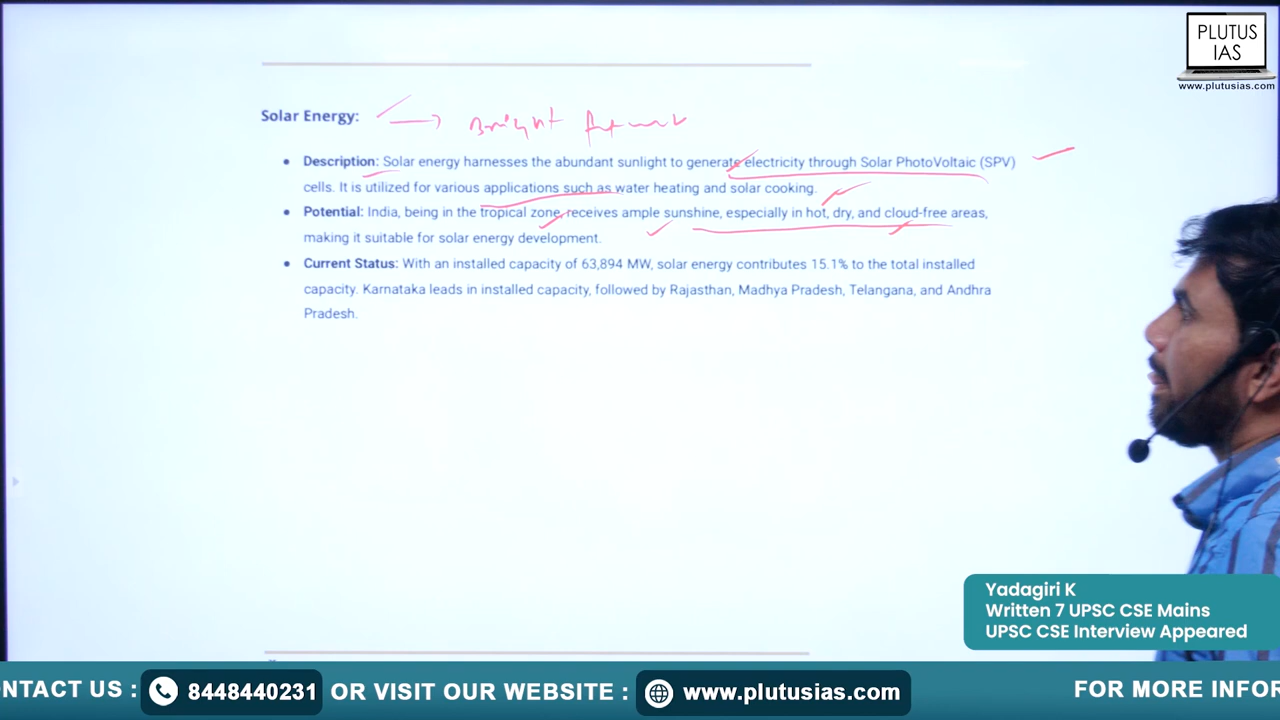 PLUTUS
IAS
www.plutusias.com
Solar Energy:
Bright future
• Description: Solar energy harnesses the abundant sunlight to generate electricity through Solar PhotoVoltaic (SPV)
cells. It is utilized for various applications such as water heating and solar cooking.
• Potential: India, being in the tropical zone, receives ample sunshine, especially in hot, dry, and cloud-free areas,
making it suitable for solar energy development.
• Current Status: With an installed capacity of 63,894 MW, solar energy contributes 15.1% to the total installed
capacity. Karnataka leads in installed capacity, followed by Rajasthan, Madhya Pradesh, Telangana, and Andhra
Pradesh.
Yadagiri K
Written 7 UPSC CSE Mains
UPSC CSE Interview Appeared
ONTACT US : 8448440231 OR VISIT OUR WEBSITE : www.plutusias.com FOR MORE INFOR